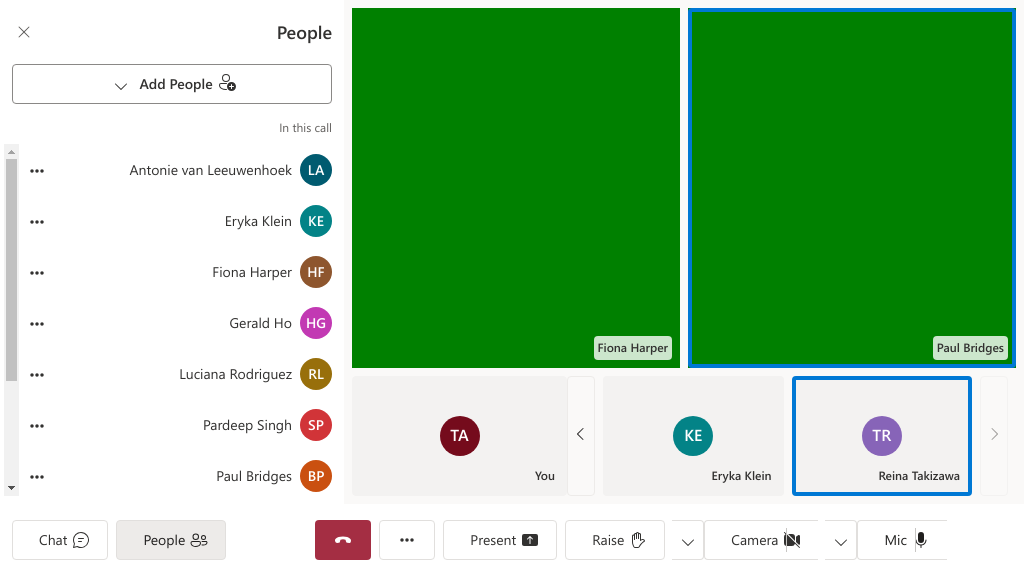 People
Add People
In this call
Antonie van Leeuwenhoek LA
Eryka Klein KE
Fiona Harper HF
Gerald Ho HG
Luciana Rodriguez RL
Pardeep Singh SP
Paul Bridges BP
Fiona Harper
Paul Bridges
TA
You
KE
Eryka Klein
TR
Reina Takizawa
Chat
People
Present
Raise
Camera
Mic